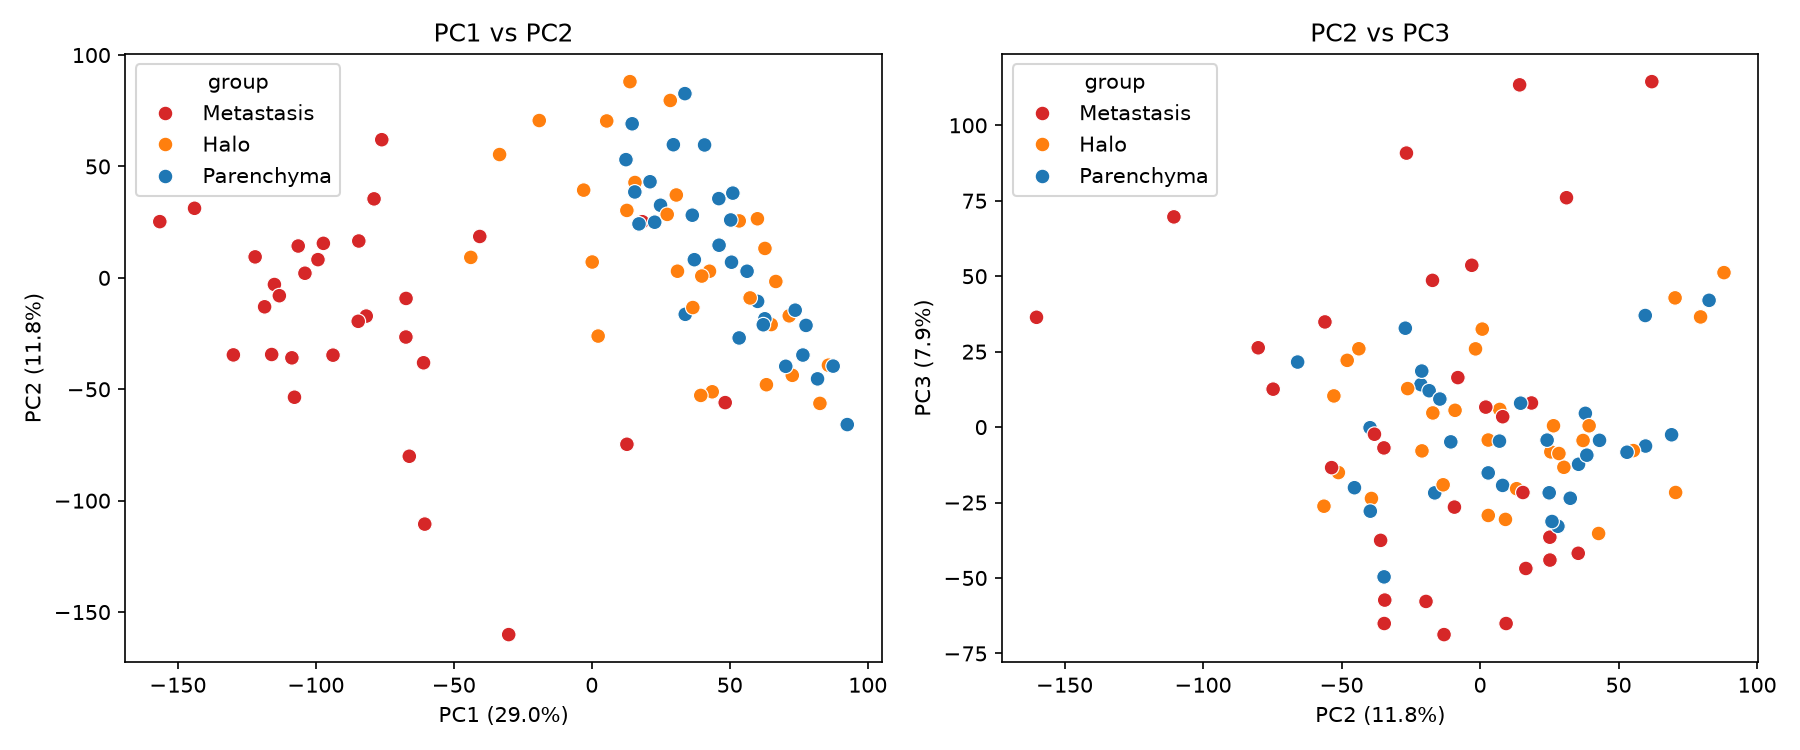 PC1 vs PC2
group
Metastasis
Halo
Parenchyma
100
50
0
−50
−100
−150
PC2 (11.8%)
−150
−100
−50
0
50
100
PC1 (29.0%)
PC2 vs PC3
group
Metastasis
Halo
Parenchyma
100
75
50
25
0
−25
−50
−75
PC3 (7.9%)
−150
−100
−50
0
50
100
PC2 (11.8%)